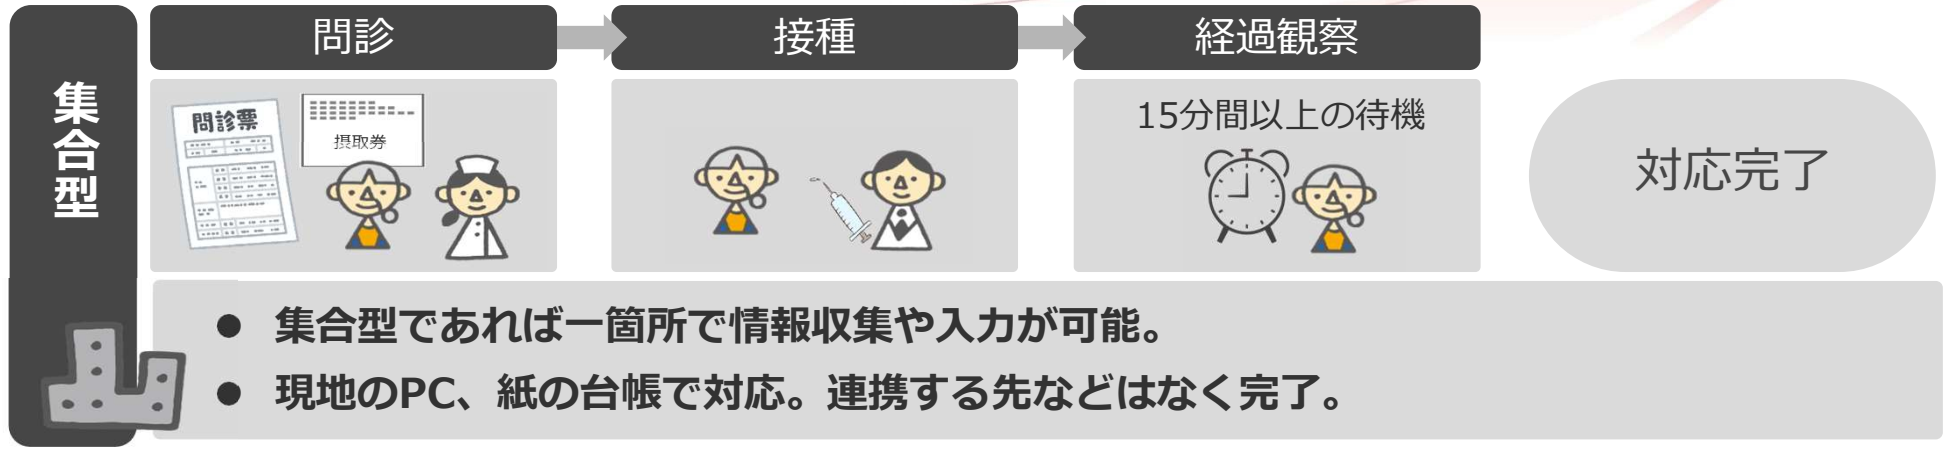 集合型
問診
接種
経過観察
問診票
摂取券
15分間以上の待機
対応完了
● 集合型であれば一箇所で情報収集や入力が可能。
● 現地のPC、紙の台帳で対応。連携する先などはなく完了。